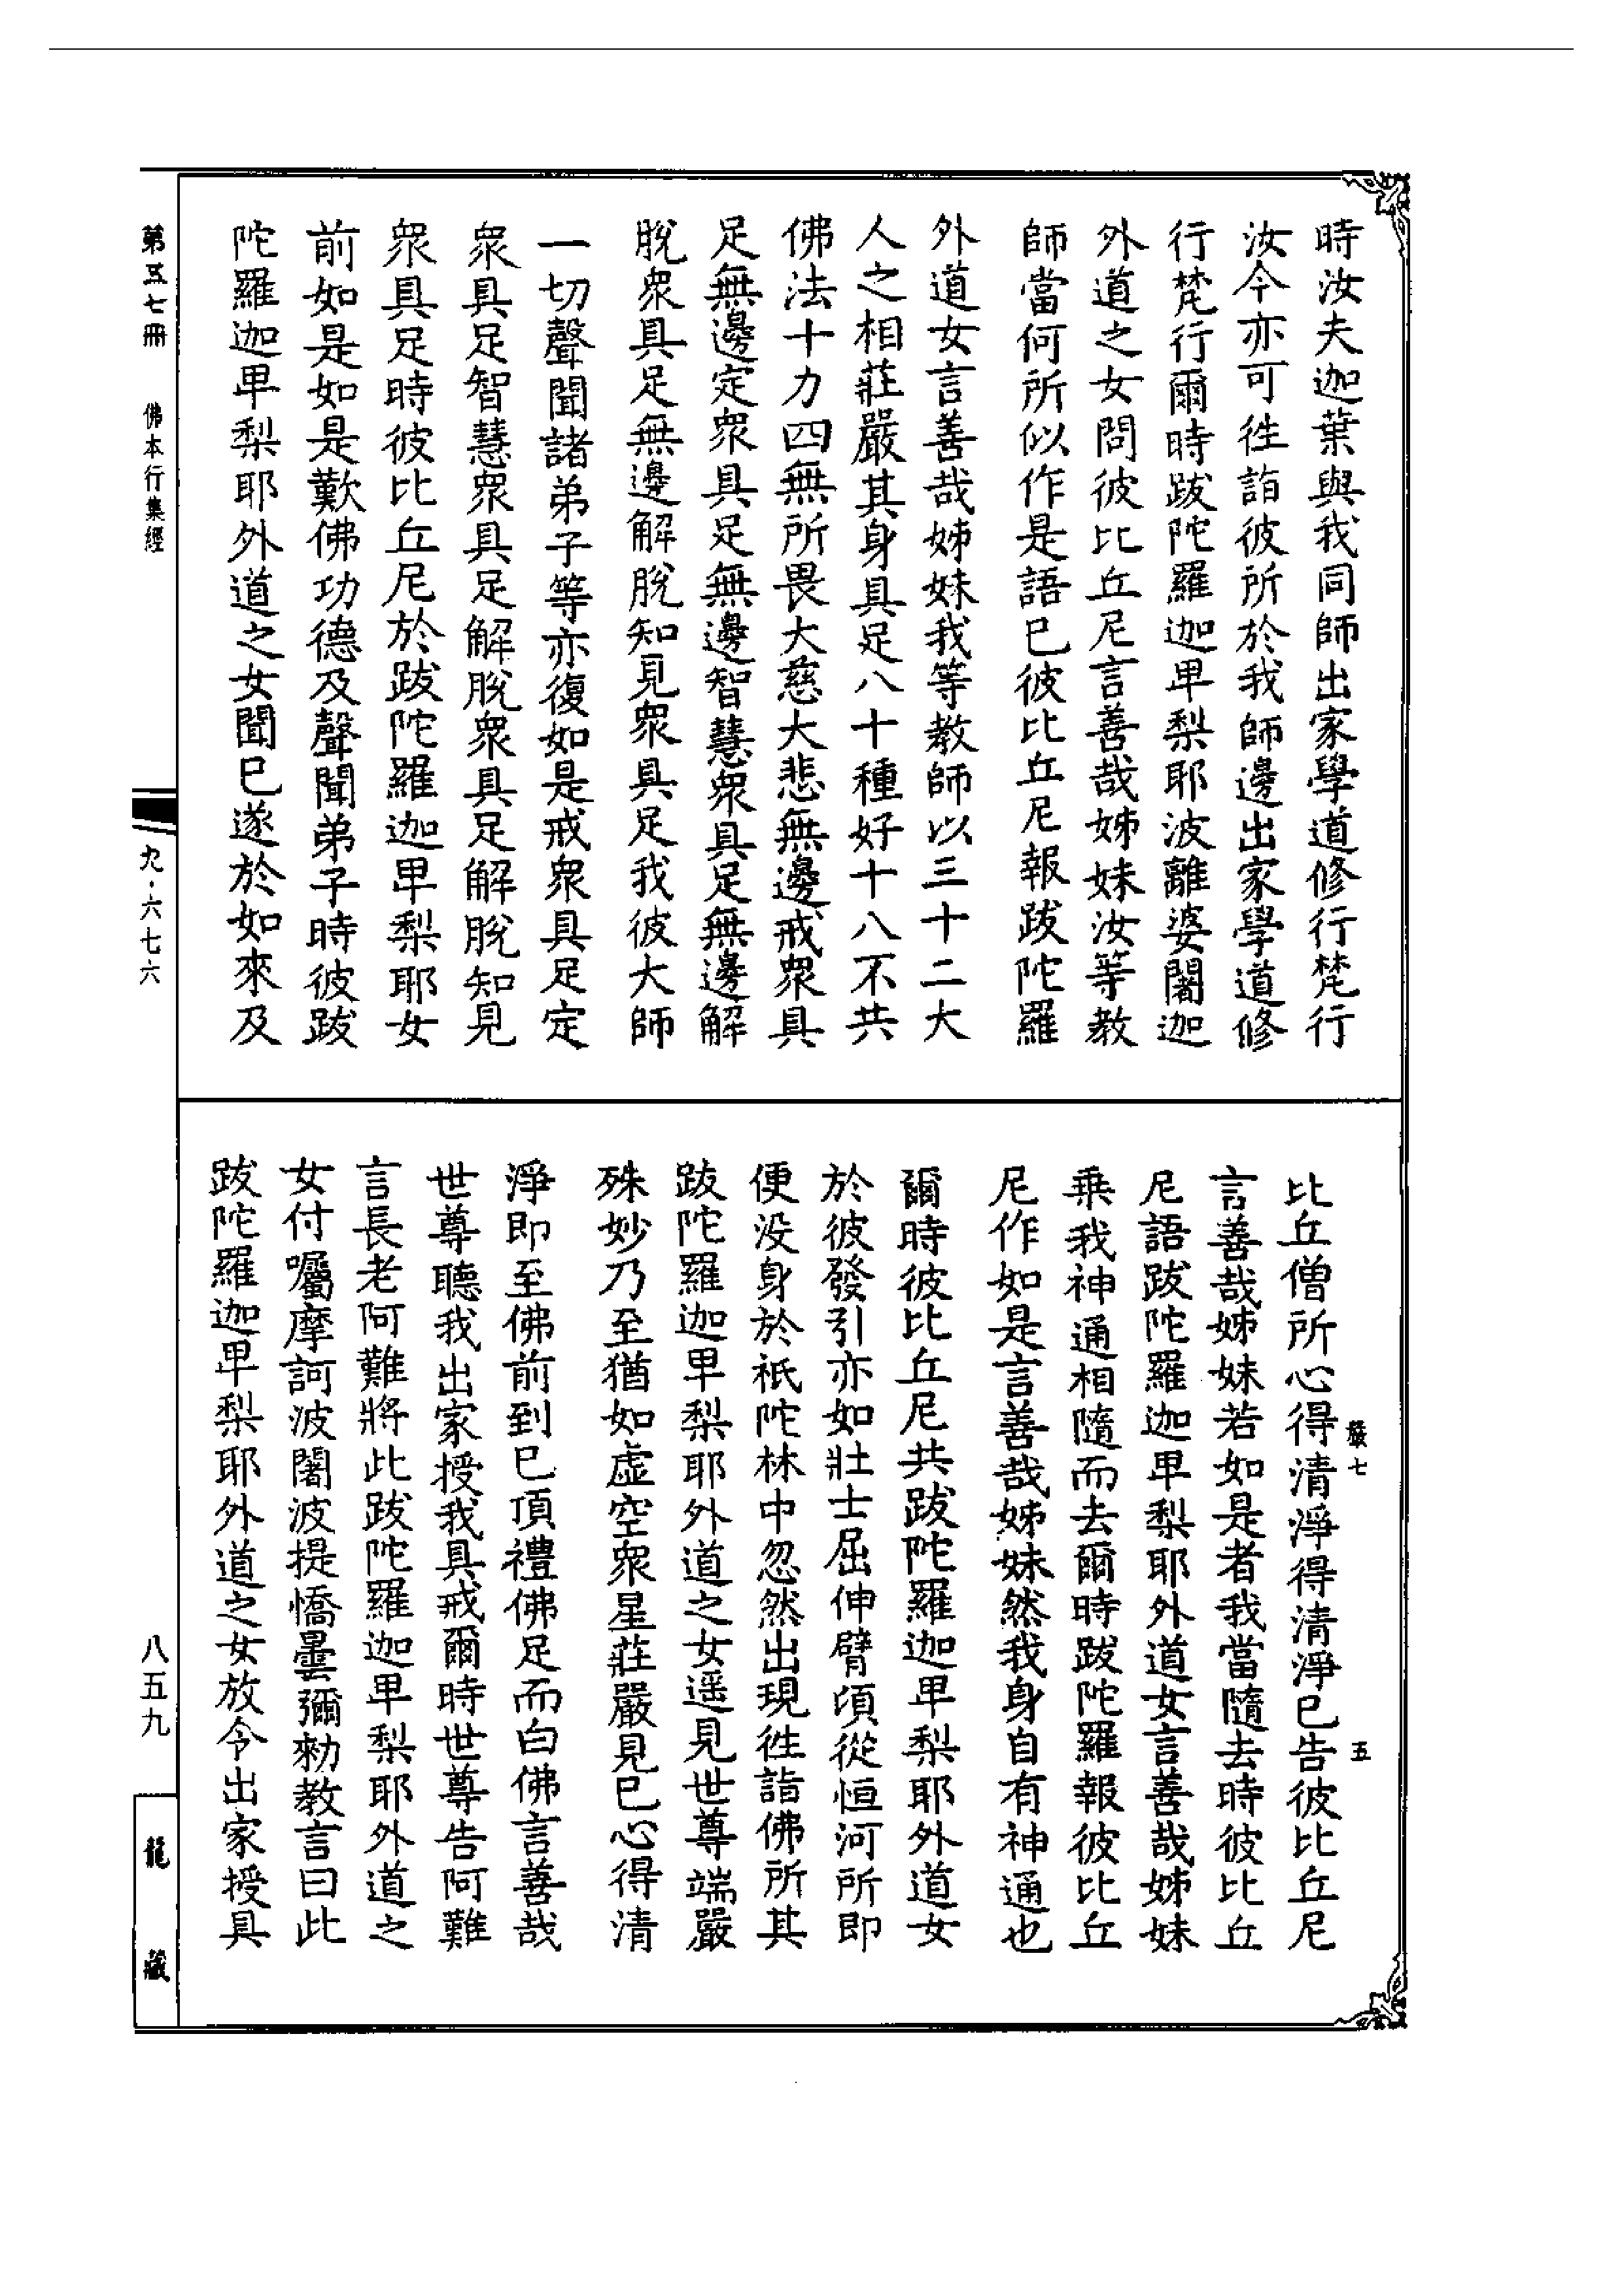 時汝夫迦葉與我同師出家學道修行梵行
汝今亦可往詣彼所於我師邊出家學道修
行梵行爾時跋陀羅迦卑梨耶波離婆闍迦
外道之女問彼比丘尼言善哉姊妹汝等教
師當何所似作是語已彼比丘尼報跋陀羅
外道女言善哉姊妹我等教師以三十二大
人之相莊嚴其身具足八十種好十八不共
佛法十力四無所畏大慈大悲無邊戒眾具
足無邊定眾具足無邊智慧眾具足無邊解
脫眾具足無邊解脫知見眾具足我彼大師
一切聲聞諸弟子等亦復如是戒眾具足定
眾具足智慧眾具足解脫眾具足解脫知見
眾具足時彼比丘尼於跋陀羅迦卑梨耶女
前如是如是歎佛功德及聲聞弟子時彼跋
陀羅迦卑梨耶外道之女聞已遂於如來及
比丘僧所心得清淨得清淨已告彼比丘尼
言善哉姊妹若如是者我當隨去時彼比丘
尼語跋陀羅迦卑梨耶外道女言善哉姊妹
乘我神通相隨而去爾時跋陀羅報彼比丘
尼作如是言善哉姊妹然我身自有神通也
爾時彼比丘尼共跋陀羅迦卑梨耶外道女
於彼發引亦如壯士屈伸臂頃從恒河所即
便没身於祇陀林中忽然出現往詣佛所其
跋陀羅迦卑梨耶外道之女遥見世尊端嚴
殊妙乃至猶如虛空眾星莊嚴見已心得清
淨即至佛前到已頂禮佛足而白佛言善哉
世尊聽我出家授我具戒爾時世尊告阿難
言長老阿難將此跋陀羅迦卑梨耶外道之
女付囑摩訶波闍波提憍曇彌勑教言曰此
跋陀羅迦卑梨耶外道之女放令出家授具
嚴七 五
第五七冊 佛本行集經
九·六七六
八五九
龍藏